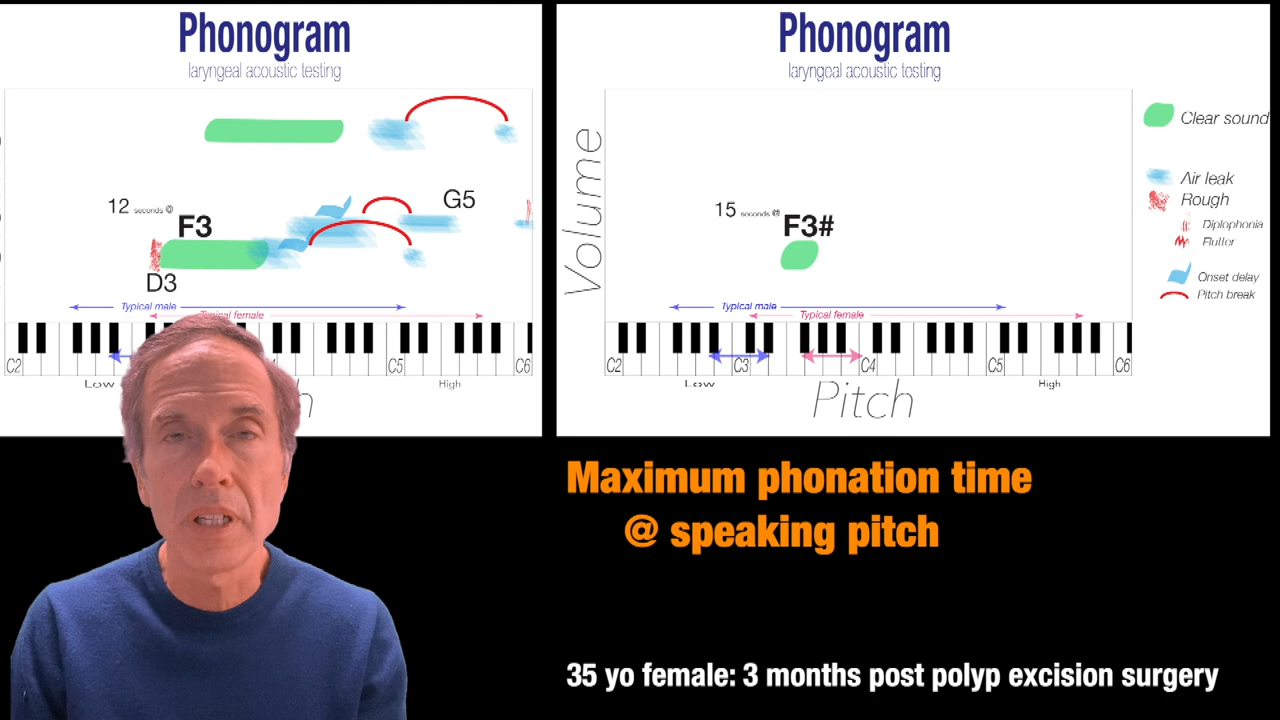 Phonogram
laryngeal acoustic testing
12 seconds @
F3
D3
G5
Typical male
Typical female
C2
C5
C6
Low
High
h
Phonogram
laryngeal acoustic testing
Volume
15 seconds @
F3#
Typical male
Typical female
C2
C3
C4
C5
C6
Low
High
Pitch
Clear sound
Air leak
Rough
Diplophonia
Flutter
Onset delay
Pitch break
Maximum phonation time
@ speaking pitch
35 yo female: 3 months post polyp excision surgery